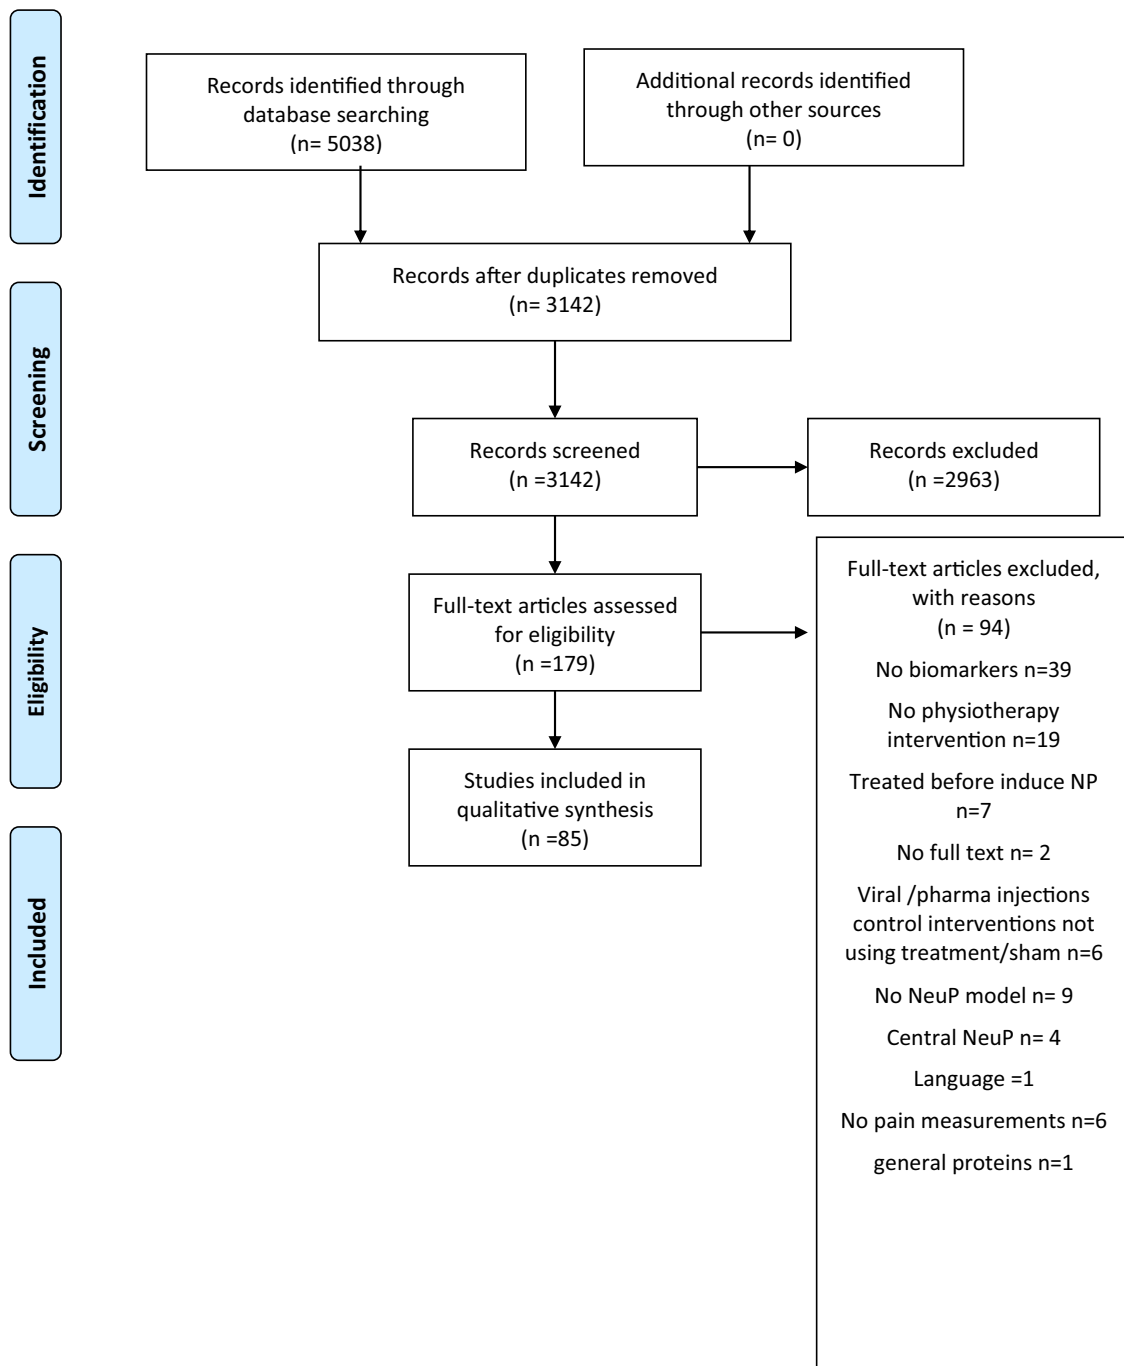 Identification
Records identified through
database searching
(n= 5038)
Additional records identified
through other sources
(n= 0)
Records after duplicates removed
(n= 3142)
Screening
Records screened
(n =3142)
Records excluded
(n =2963)
Eligibility
Full-text articles assessed
for eligibility
(n =179)
Full-text articles excluded,
with reasons
(n = 94)
No biomarkers n=39
No physiotherapy
intervention n=19
Treated before induce NP
n=7
No full text n= 2
Viral /pharma injections
control interventions not
using treatment/sham n=6
No NeuP model n= 9
Central NeuP n= 4
Language =1
No pain measurements n=6
general proteins n=1
Included
Studies included in
qualitative synthesis
(n =85)